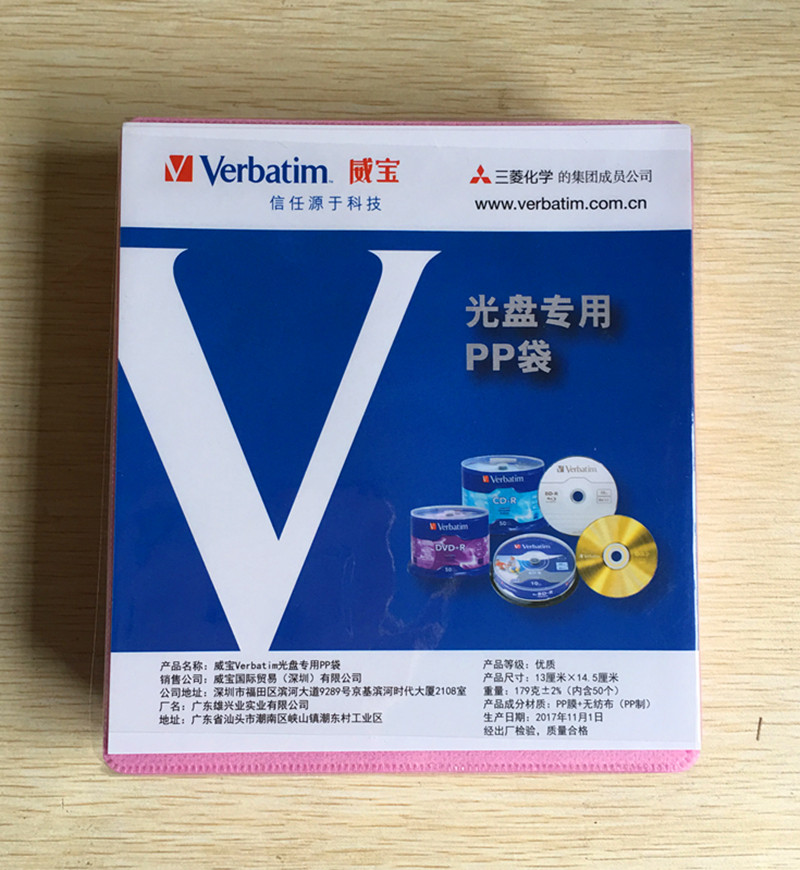 Verbatim 威宝
信任源于科技
三菱化学 的集团成员公司
www.verbatim.com.cn
光盘专用
PP袋
Verbatim
CD-R
50
Verbatim
BD-R
Verbatim
DVD-R
50
Verbatim
产品名称：威宝Verbatim光盘专用PP袋
销售公司：威宝国际贸易（深圳）有限公司
公司地址：深圳市福田区滨河大道9289号京基滨河时代大厦2108室
厂名：广东雄兴业实业有限公司
地址：广东省汕头市潮南区峡山镇潮东村工业区
产品等级：优质
产品尺寸：13厘米×14.5厘米
重量：179克±2%（内含50个）
产品成分材质：PP膜+无纺布（PP制）
生产日期：2017年11月1日
经出厂检验，质量合格